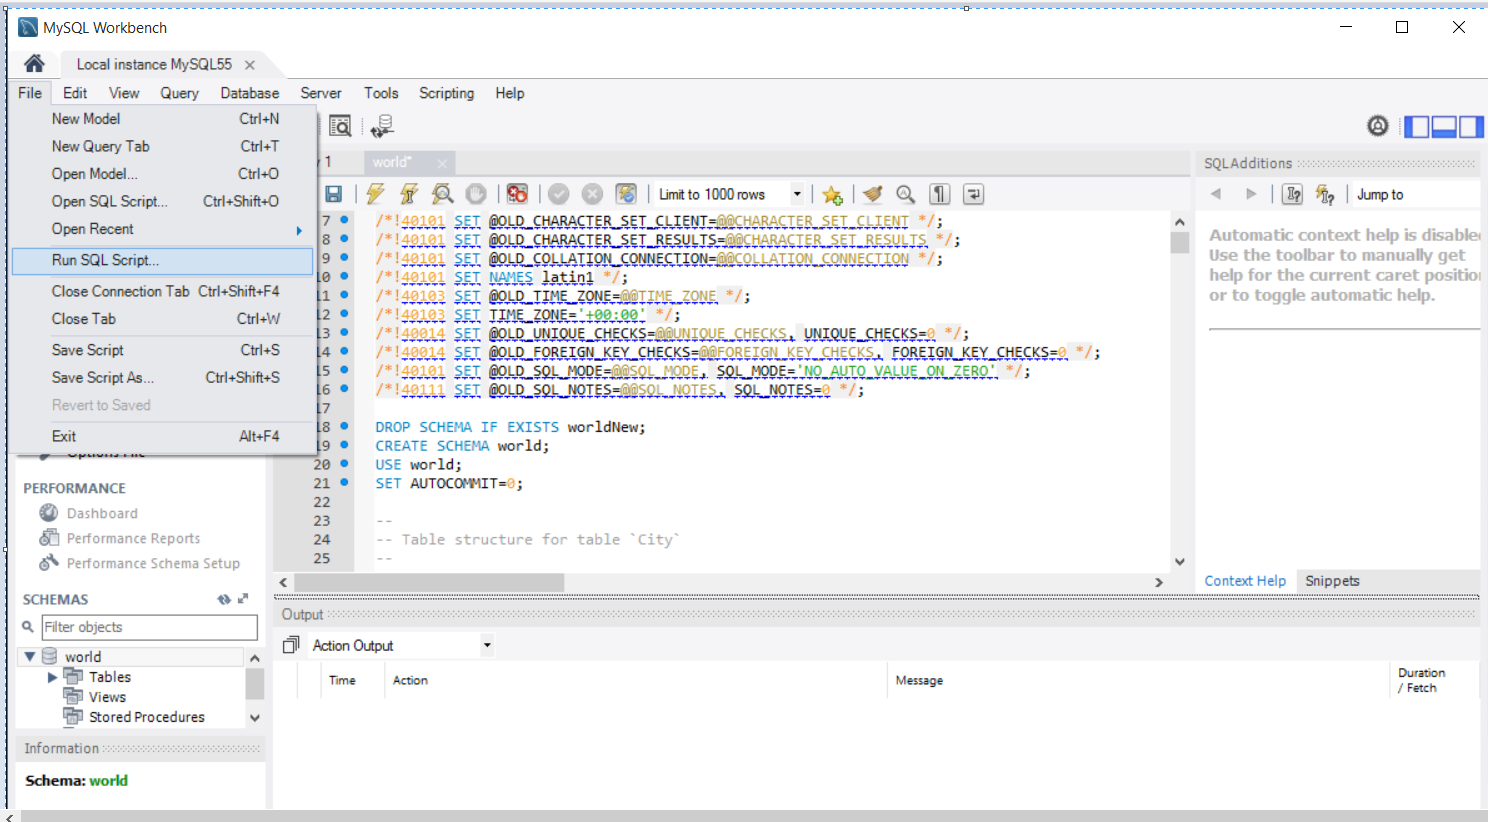 MySQL Workbench
Local instance MySQL55
File Edit View Query Database Server Tools Scripting Help
New Model Ctrl+N
New Query Tab Ctrl+T
Open Model... Ctrl+O
Open SQL Script... Ctrl+Shift+O
Open Recent
Run SQL Script...
Close Connection Tab Ctrl+Shift+F4
Close Tab Ctrl+W
Save Script Ctrl+S
Save Script As... Ctrl+Shift+S
Revert to Saved
Exit Alt+F4
PERFORMANCE
Dashboard
Performance Reports
Performance Schema Setup
SCHEMAS
Filter objects
world
Tables
Views
Stored Procedures
Information
Schema: world
1 world*
Limit to 1000 rows
7 /*!40101 SET @OLD_CHARACTER_SET_CLIENT=@@CHARACTER_SET_CLIENT */;
8 /*!40101 SET @OLD_CHARACTER_SET_RESULTS=@@CHARACTER_SET_RESULTS */;
9 /*!40101 SET @OLD_COLLATION_CONNECTION=@@COLLATION_CONNECTION */;
10 /*!40101 SET NAMES latin1 */;
11 /*!40103 SET @OLD_TIME_ZONE=@@TIME_ZONE */;
12 /*!40103 SET TIME_ZONE='+00:00' */;
13 /*!40014 SET @OLD_UNIQUE_CHECKS=@@UNIQUE_CHECKS, UNIQUE_CHECKS=0 */;
14 /*!40014 SET @OLD_FOREIGN_KEY_CHECKS=@@FOREIGN_KEY_CHECKS, FOREIGN_KEY_CHECKS=0 */;
15 /*!40101 SET @OLD_SQL_MODE=@@SQL_MODE, SQL_MODE='NO_AUTO_VALUE_ON_ZERO' */;
16 /*!40111 SET @OLD_SQL_NOTES=@@SQL_NOTES, SQL_NOTES=0 */;
17
18 DROP SCHEMA IF EXISTS worldNew;
19 CREATE SCHEMA world;
20 USE world;
21 SET AUTOCOMMIT=0;
22
23 --
24 -- Table structure for table `City`
25 --
SQLAdditions
Jump to
Automatic context help is disable
Use the toolbar to manually get
help for the current caret positio
or to toggle automatic help.
Context Help Snippets
Output
Action Output
Time Action Message Duration
/ Fetch